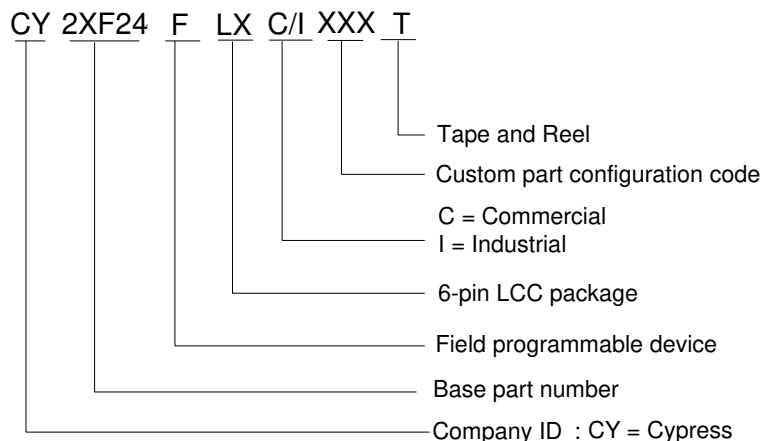 CY 2XF24 F LX C/I XXX T
Tape and Reel
Custom part configuration code
C = Commercial
I = Industrial
6-pin LCC package
Field programmable device
Base part number
Company ID : CY = Cypress